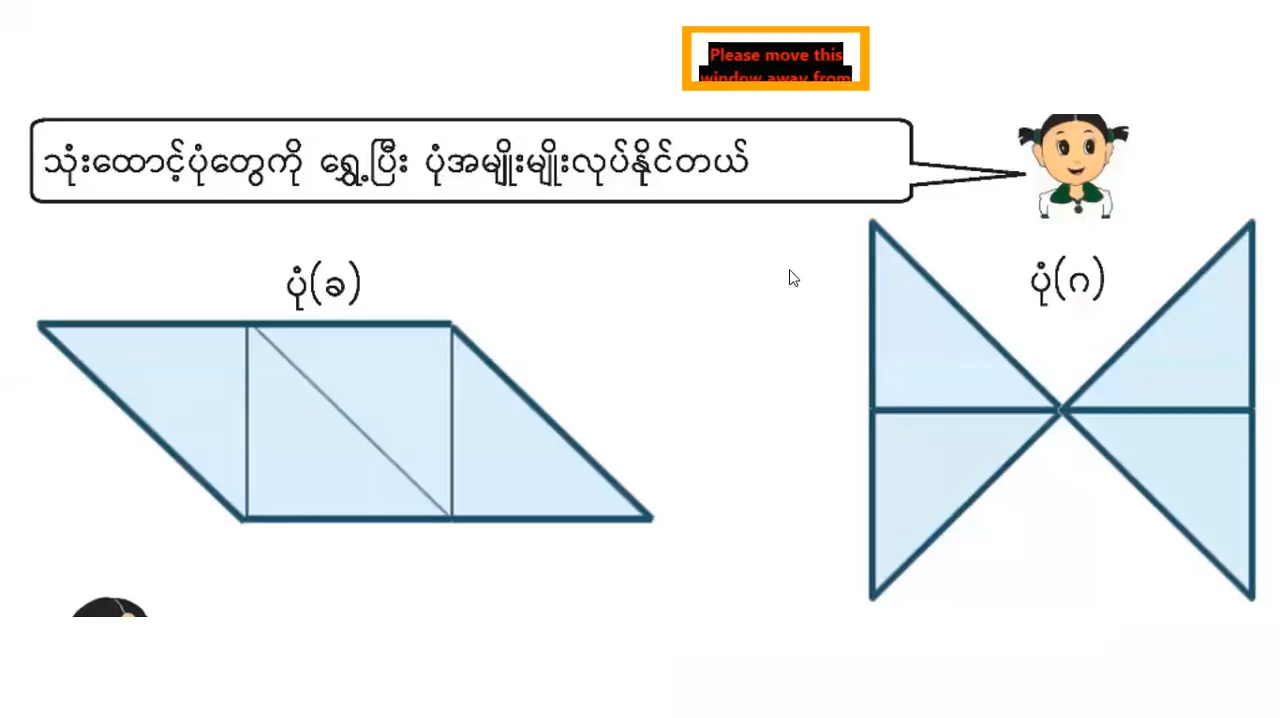 Please move this
window away from
သုံးထောင့်ပုံတွေကို ရွှေ့ပြီး ပုံအမျိုးမျိုးလုပ်နိုင်တယ်
ပုံ(ခ)
ပုံ(ဂ)